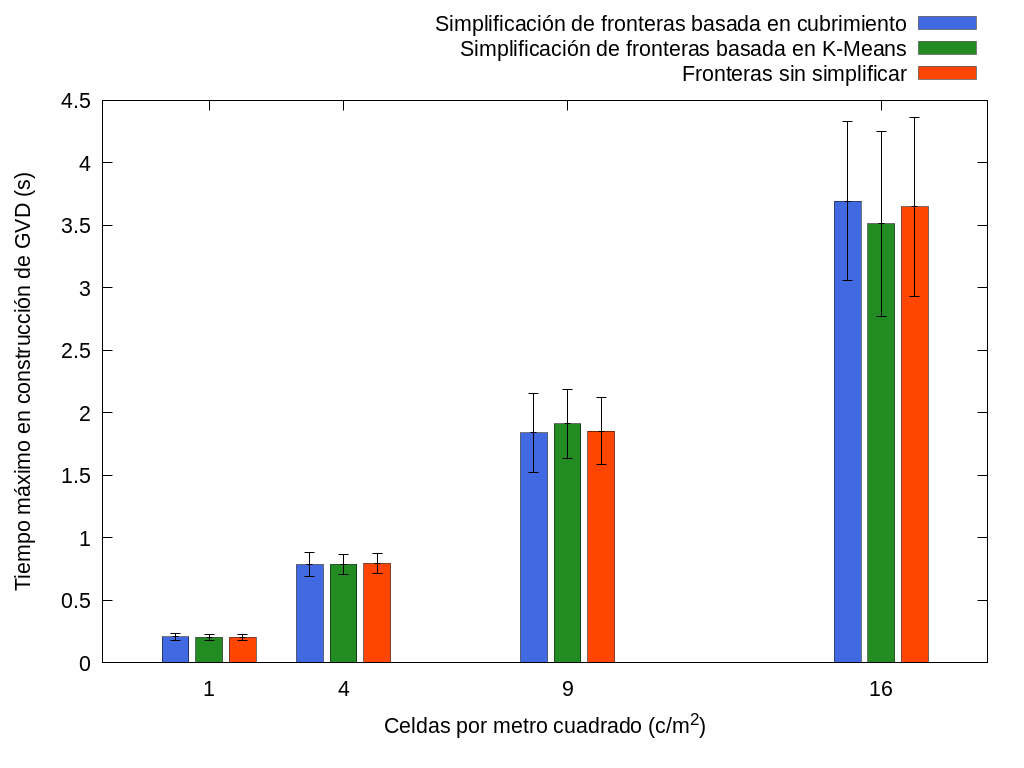 Simplificación de fronteras basada en cubrimiento
Simplificación de fronteras basada en K-Means
Fronteras sin simplificar
4.5
4
3.5
3
2.5
2
1.5
1
0.5
0
Tiempo máximo en construcción de GVD (s)
1 4 9 16
Celdas por metro cuadrado (c/m²)